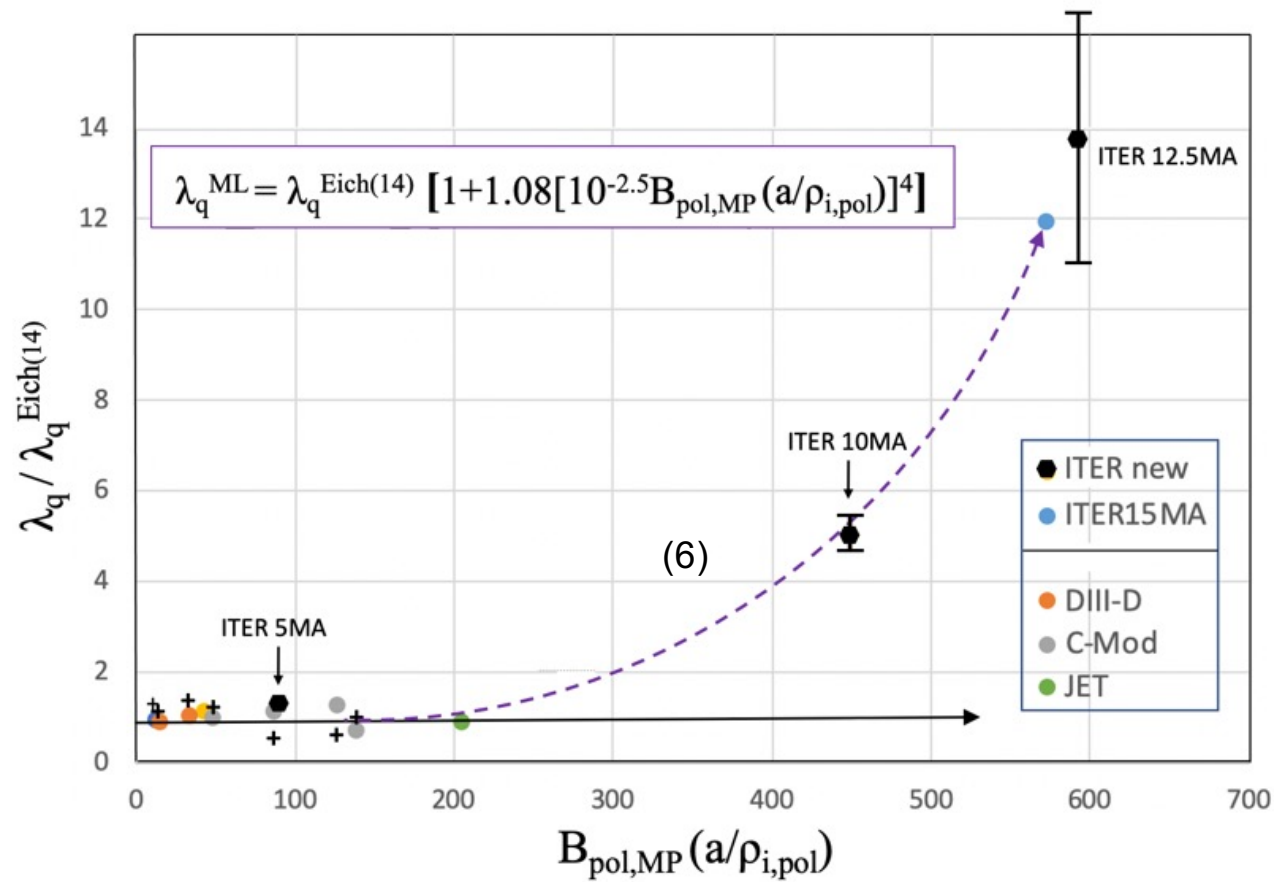 λq / λq^Eich(14)
14
12
10
8
6
4
2
0
λq^ML = λq^Eich(14) [1+1.08[10^-2.5 Bpol,MP (a/ρi,pol)]^4]
ITER 12.5MA
ITER 10MA
(6)
ITER 5MA
ITER new
ITER15MA
DIII-D
C-Mod
JET
0 100 200 300 400 500 600 700
Bpol,MP (a/ρi,pol)